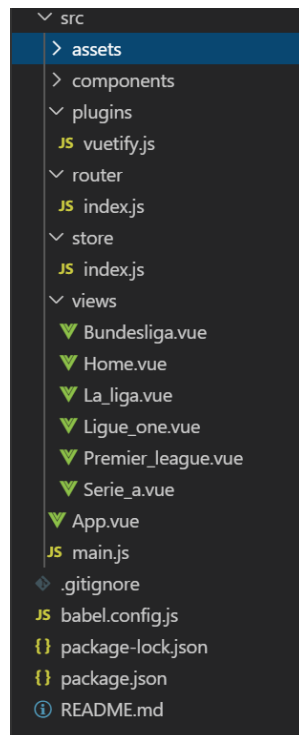 src
assets
components
plugins
JS vuetify.js
router
JS index.js
store
JS index.js
views
Bundesliga.vue
Home.vue
La_liga.vue
Ligue_one.vue
Premier_league.vue
Serie_a.vue
App.vue
JS main.js
.gitignore
JS babel.config.js
{} package-lock.json
{} package.json
README.md